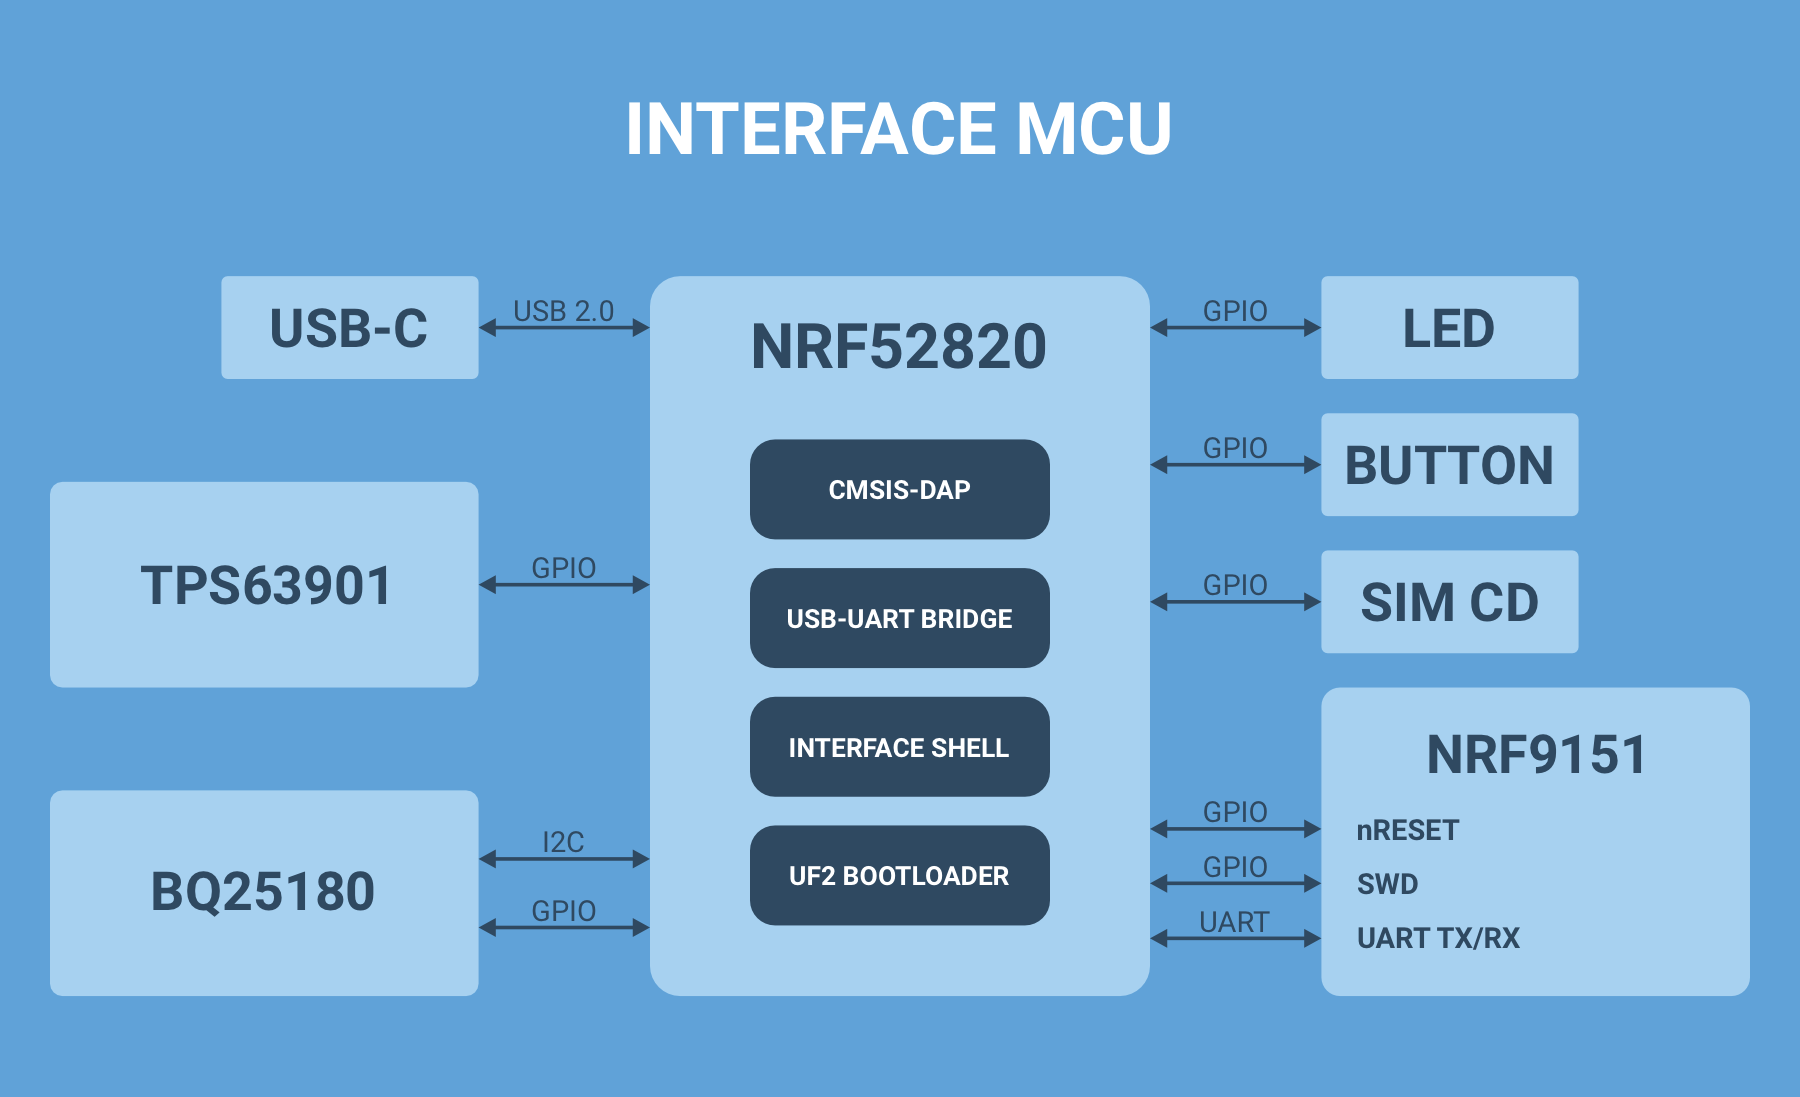 INTERFACE MCU
USB-C
USB 2.0
TPS63901
GPIO
BQ25180
I2C
GPIO
NRF52820
CMSIS-DAP
USB-UART BRIDGE
INTERFACE SHELL
UF2 BOOTLOADER
GPIO
LED
GPIO
BUTTON
GPIO
SIM CD
NRF9151
GPIO
nRESET
GPIO
SWD
UART
UART TX/RX